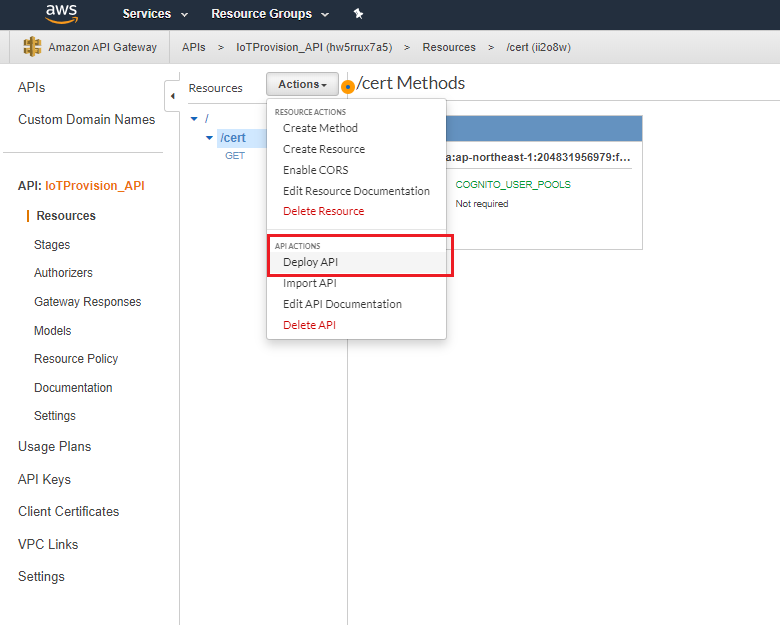 aws
Services
Resource Groups
Amazon API Gateway
APIs > IoTProvision_API (hw5rrux7a5) > Resources > /cert (ii2o8w)
APIs
Custom Domain Names
API: IoTProvision_API
Resources
Stages
Authorizers
Gateway Responses
Models
Resource Policy
Documentation
Settings
Usage Plans
API Keys
Client Certificates
VPC Links
Settings
Resources
Actions
/
/cert
GET
RESOURCE ACTIONS
Create Method
Create Resource
Enable CORS
Edit Resource Documentation
Delete Resource
API ACTIONS
Deploy API
Import API
Edit API Documentation
Delete API
/cert Methods
a:ap-northeast-1:204831956979:f...
COGNITO_USER_POOLS
Not required